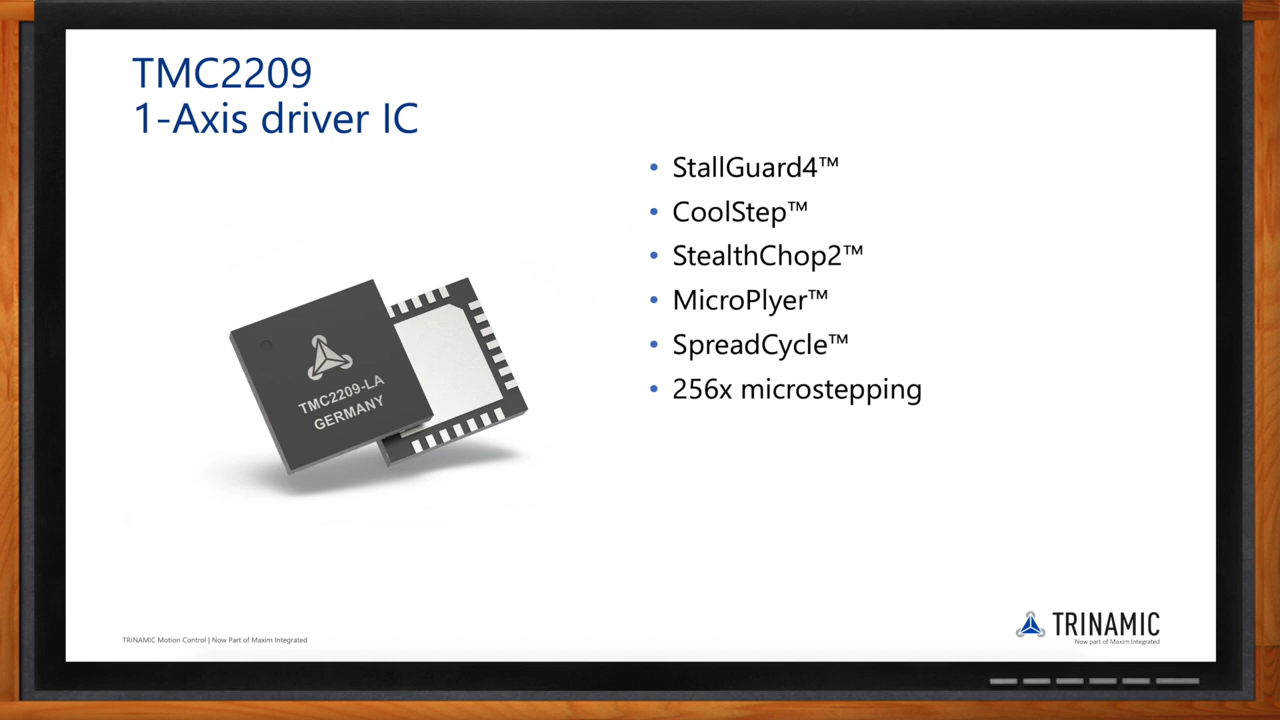 TMC2209
1-Axis driver IC
• StallGuard4™
• CoolStep™
• StealthChop2™
• MicroPlyer™
• SpreadCycle™
• 256x microstepping
TMC2209-LA
GERMANY
TRINAMIC Motion Control | Now Part of Maxim Integrated
TRINAMIC
Now part of Maxim Integrated